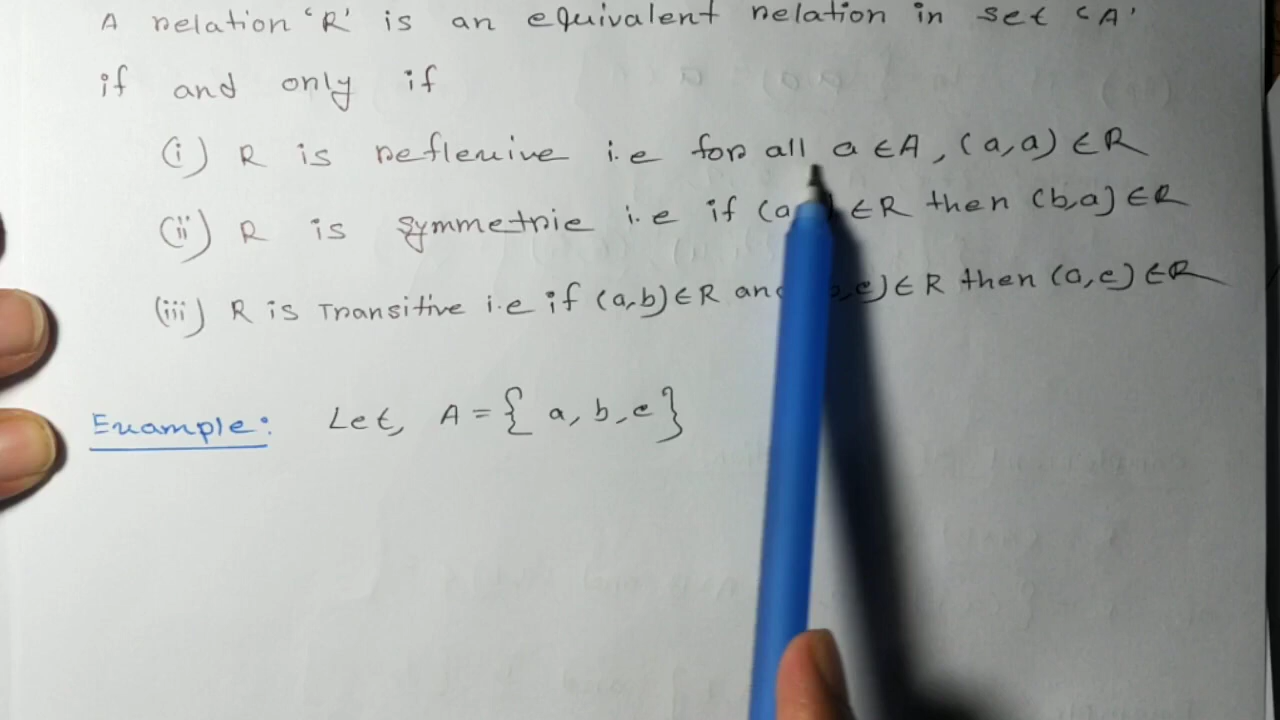 A relation 'R' is an equivalent relation in set 'A'
if and only if
(i) R is reflexive i.e for all a ∈ A, (a,a) ∈ R
(ii) R is symmetric i.e if (a ) ∈ R then (b,a) ∈ R
(iii) R is Transitive i.e if (a,b) ∈ R and ,c) ∈ R then (a,c) ∈ R
Example: Let, A = { a, b, c }